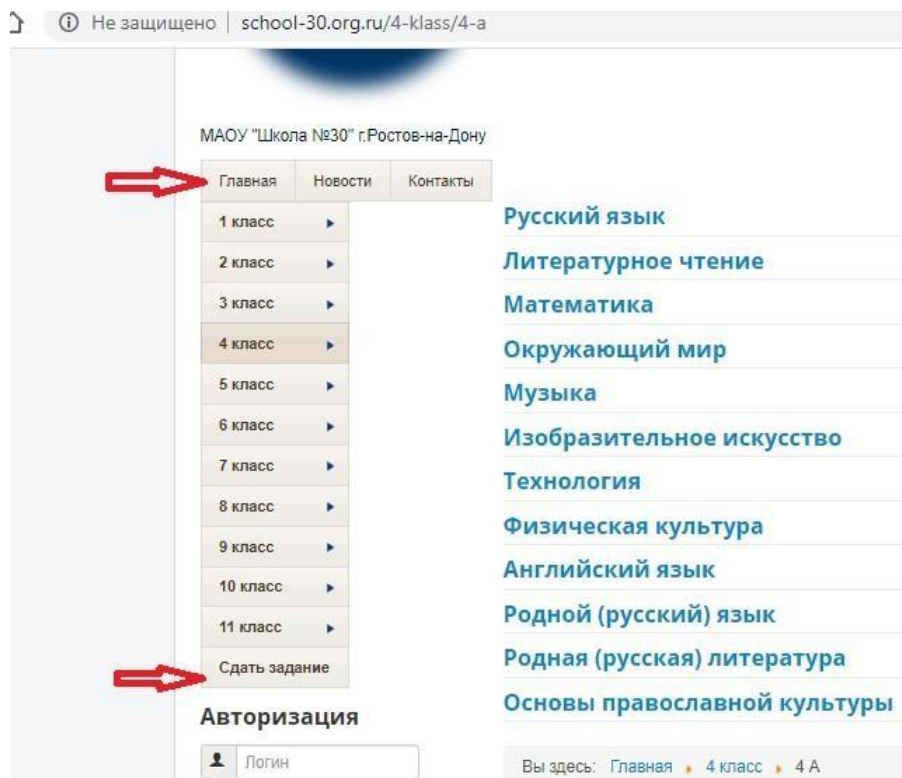 Не защищено | school-30.org.ru/4-klass/4-a
МАОУ "Школа №30" г.Ростов-на-Дону
Главная Новости Контакты
1 класс
2 класс
3 класс
4 класс
5 класс
6 класс
7 класс
8 класс
9 класс
10 класс
11 класс
Сдать задание
Авторизация
Логин
Русский язык
Литературное чтение
Математика
Окружающий мир
Музыка
Изобразительное искусство
Технология
Физическая культура
Английский язык
Родной (русский) язык
Родная (русская) литература
Основы православной культуры
Вы здесь: Главная 4 класс 4 А